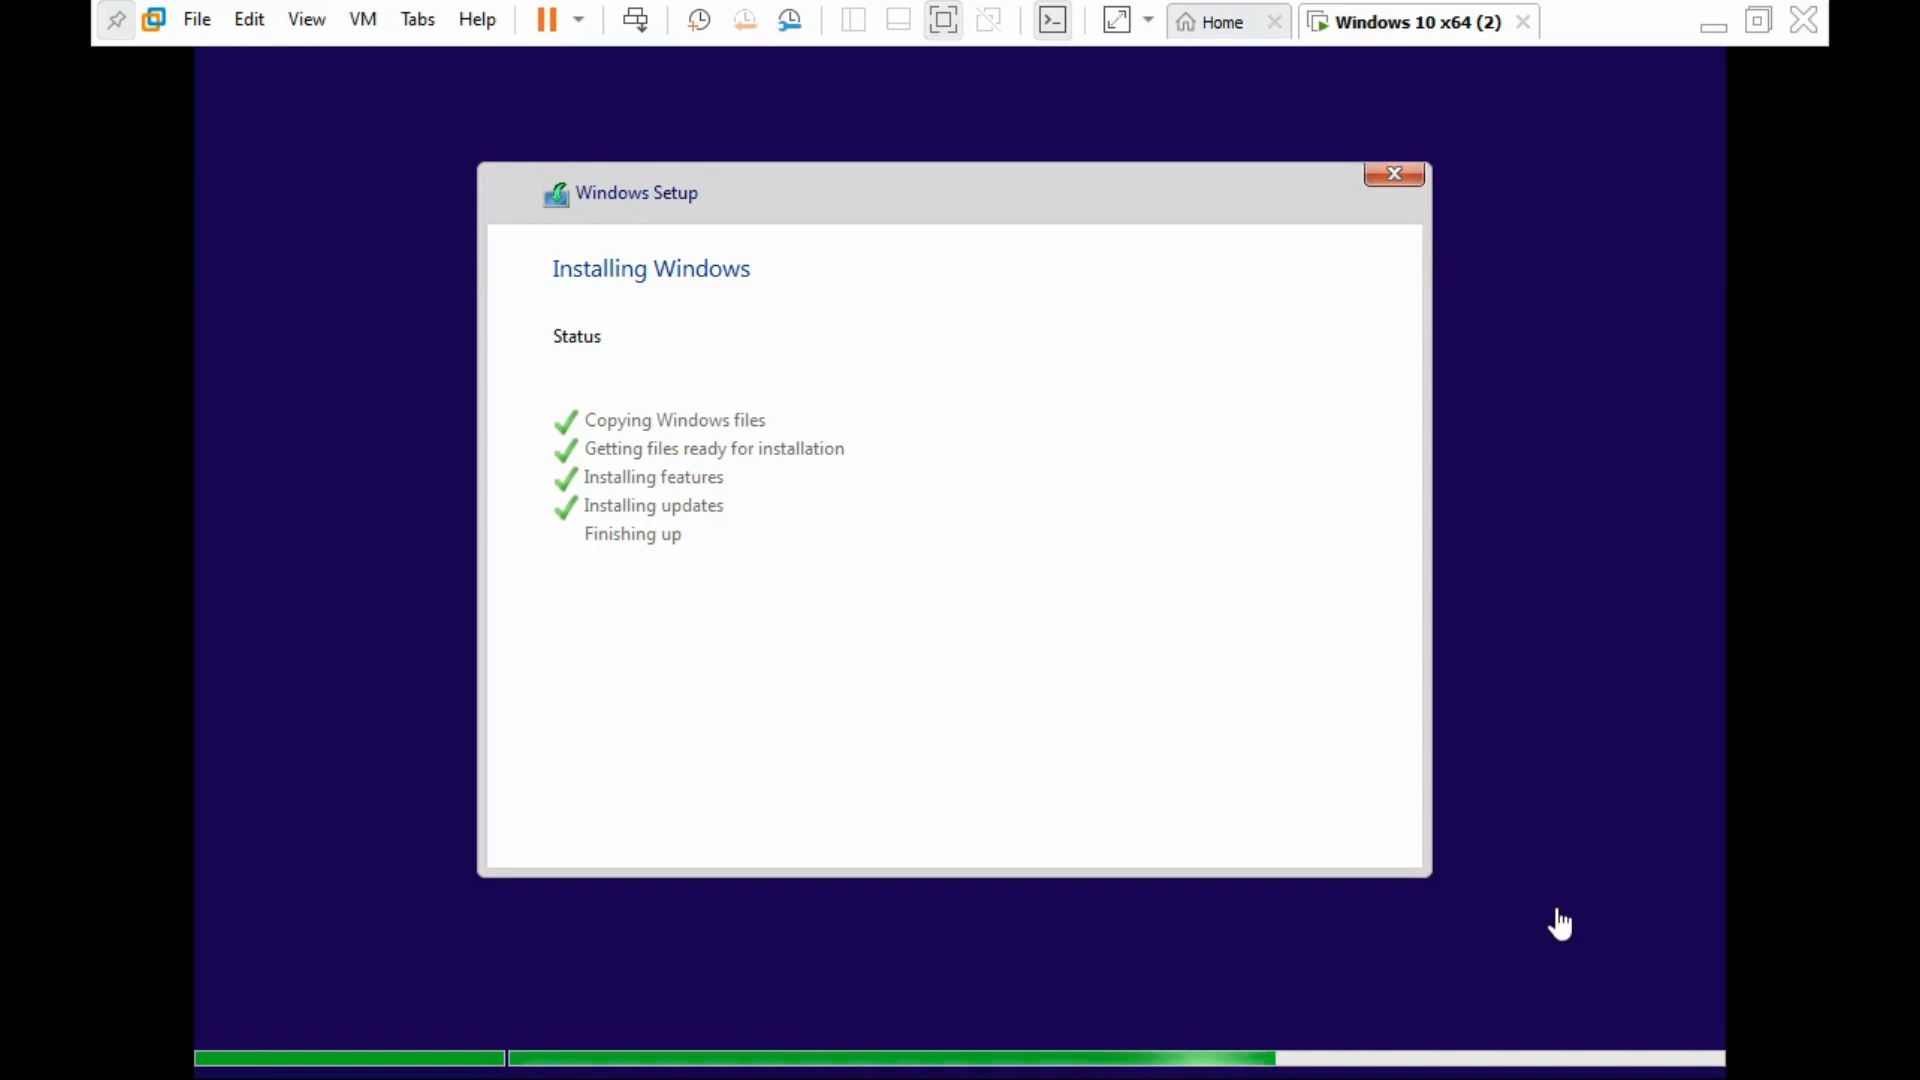 File Edit View VM Tabs Help Home Windows 10 x64 (2)
Windows Setup
Installing Windows
Status
Copying Windows files
Getting files ready for installation
Installing features
Installing updates
Finishing up